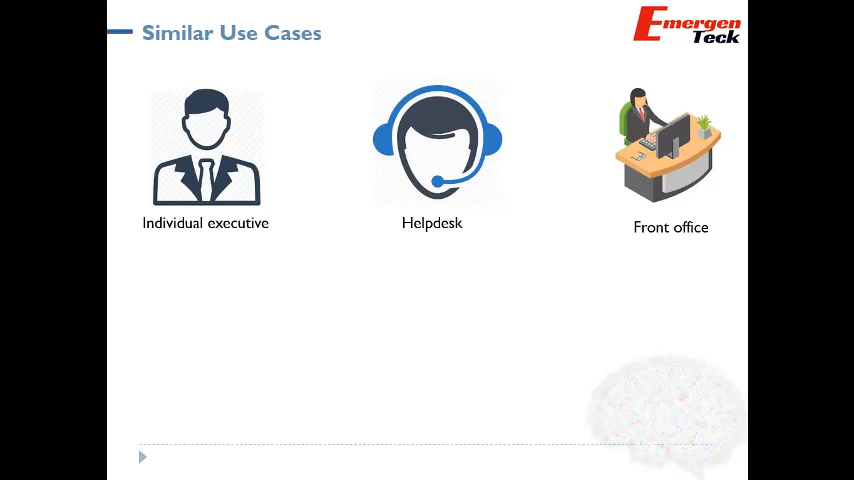 Similar Use Cases
Emergen
Teck
Individual executive
Helpdesk
Front office